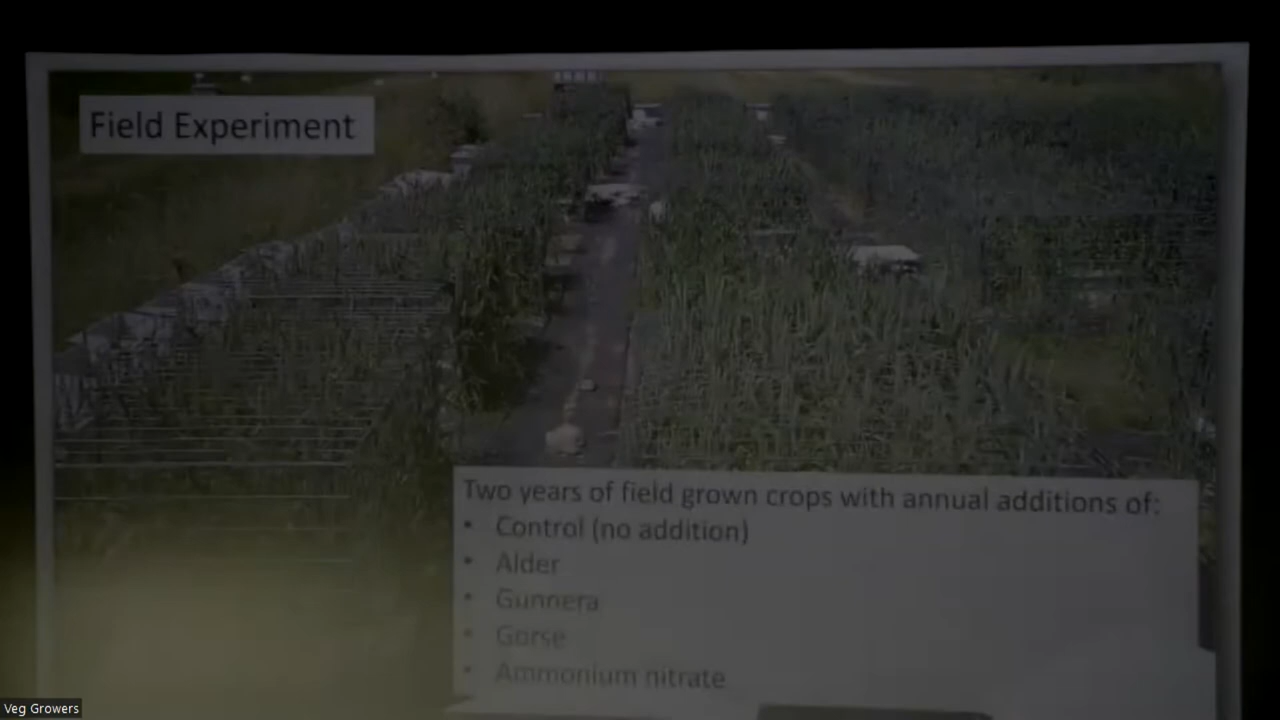 Field Experiment
Two years of field grown crops with annual additions of:
• Control (no addition)
• Alder
• Gunnera
• Gorse
• Ammonium nitrate
Veg Growers